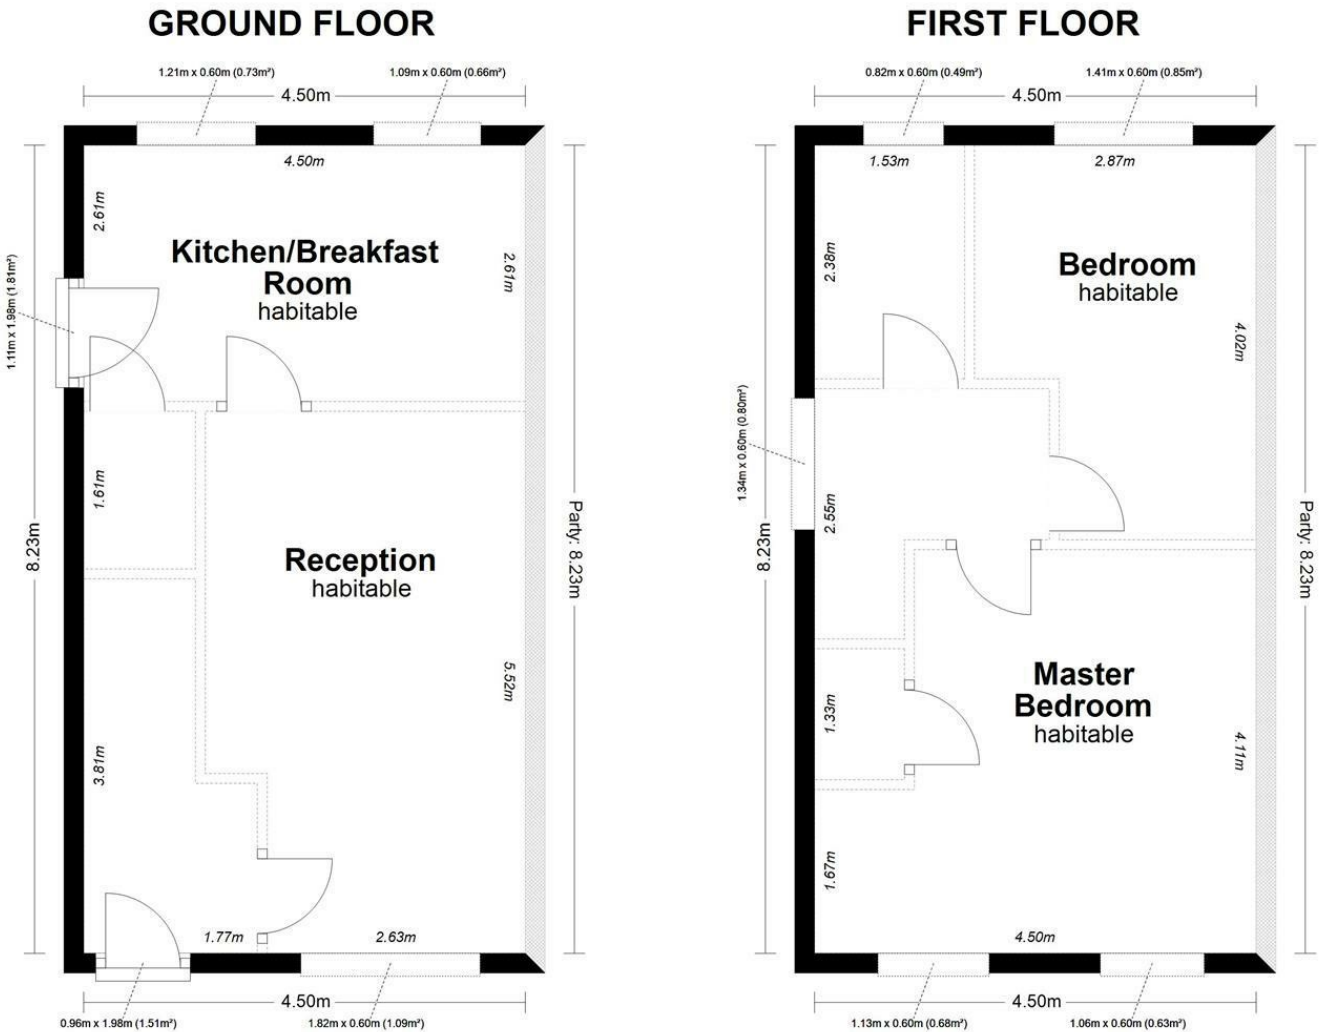 GROUND FLOOR
1.21m x 0.60m (0.73m²)
1.09m x 0.60m (0.66m²)
4.50m
4.50m
2.61m
Kitchen/Breakfast
Room
habitable
2.61m
1.11m x 1.98m (1.81m²)
1.61m
8.23m
Party: 8.23m
Reception
habitable
5.52m
3.81m
1.77m
2.63m
4.50m
0.96m x 1.98m (1.51m²)
1.82m x 0.60m (1.09m²)
FIRST FLOOR
0.82m x 0.60m (0.49m²)
1.41m x 0.60m (0.85m²)
4.50m
1.53m
2.87m
2.38m
Bedroom
habitable
4.02m
1.34m x 0.60m (0.80m²)
2.55m
8.23m
Party: 8.23m
Master
Bedroom
habitable
1.33m
4.11m
1.67m
4.50m
4.50m
1.13m x 0.60m (0.68m²)
1.06m x 0.60m (0.63m²)